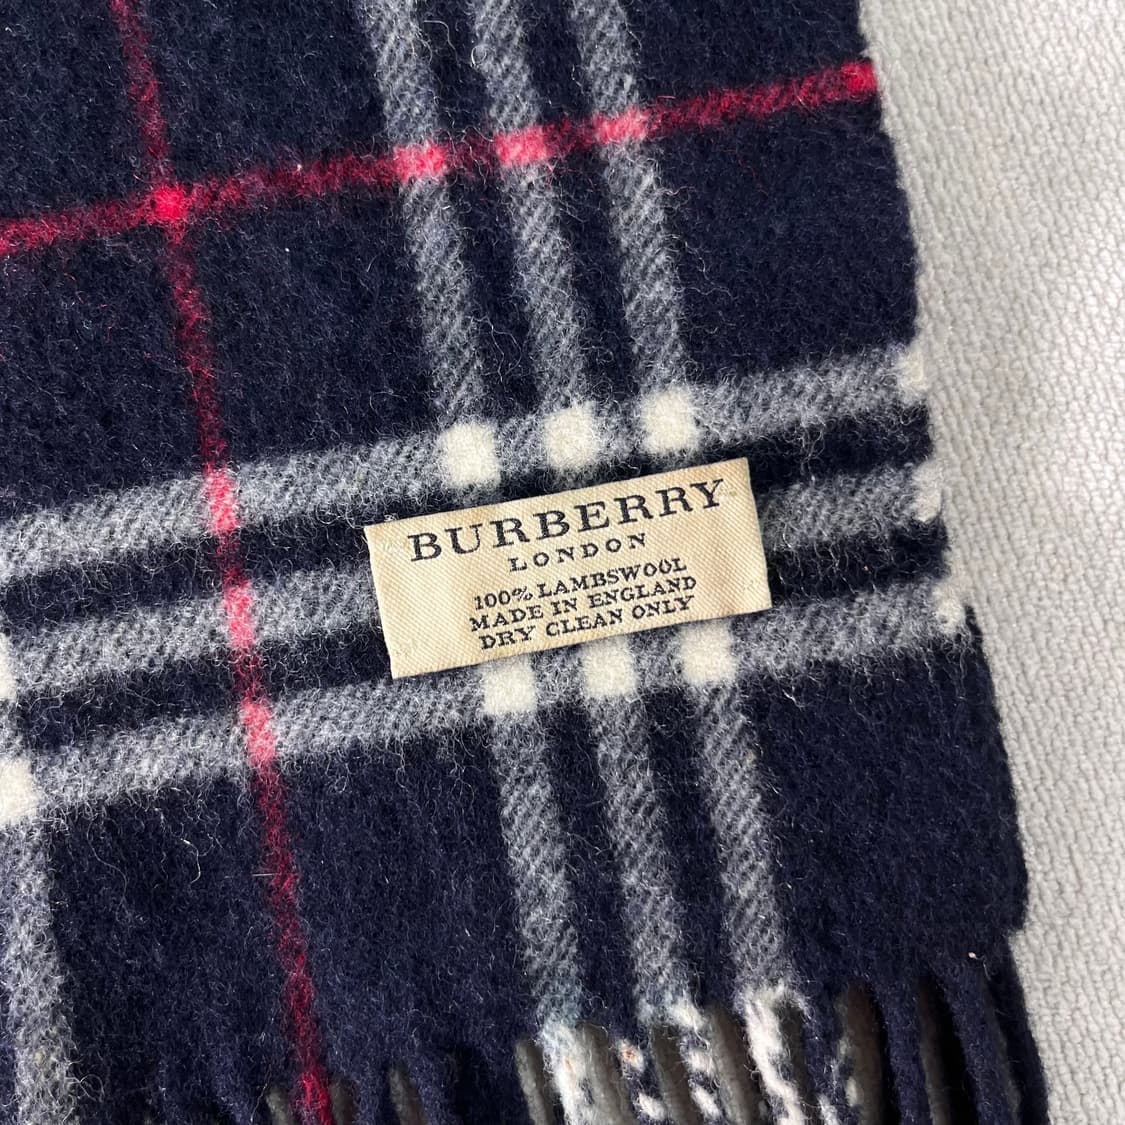 BURBERRY
LONDON
100% LAMBSWOOL
MADE IN ENGLAND
DRY CLEAN ONLY